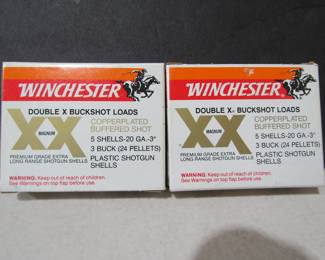 WINCHESTER
DOUBLE X BUCKSHOT LOADS
XX
MAGNUM
COPPERPLATED
BUFFERED SHOT
5 SHELLS-20 GA.-3"
3 BUCK (24 PELLETS)
PREMIUM GRADE EXTRA
LONG RANGE SHOTGUN SHELLS
PLASTIC SHOTGUN
SHELLS
WARNING: Keep out of reach of children.
See Warnings on top flap before use.
WINCHESTER
DOUBLE X BUCKSHOT LOADS
XX
MAGNUM
COPPERPLATED
BUFFERED SHOT
5 SHELLS-20 GA.-3"
3 BUCK (24 PELLETS)
PREMIUM GRADE EXTRA
LONG RANGE SHOTGUN SHELLS
PLASTIC SHOTGUN
SHELLS
WARNING: Keep out of reach of children.
See Warnings on top flap before use.